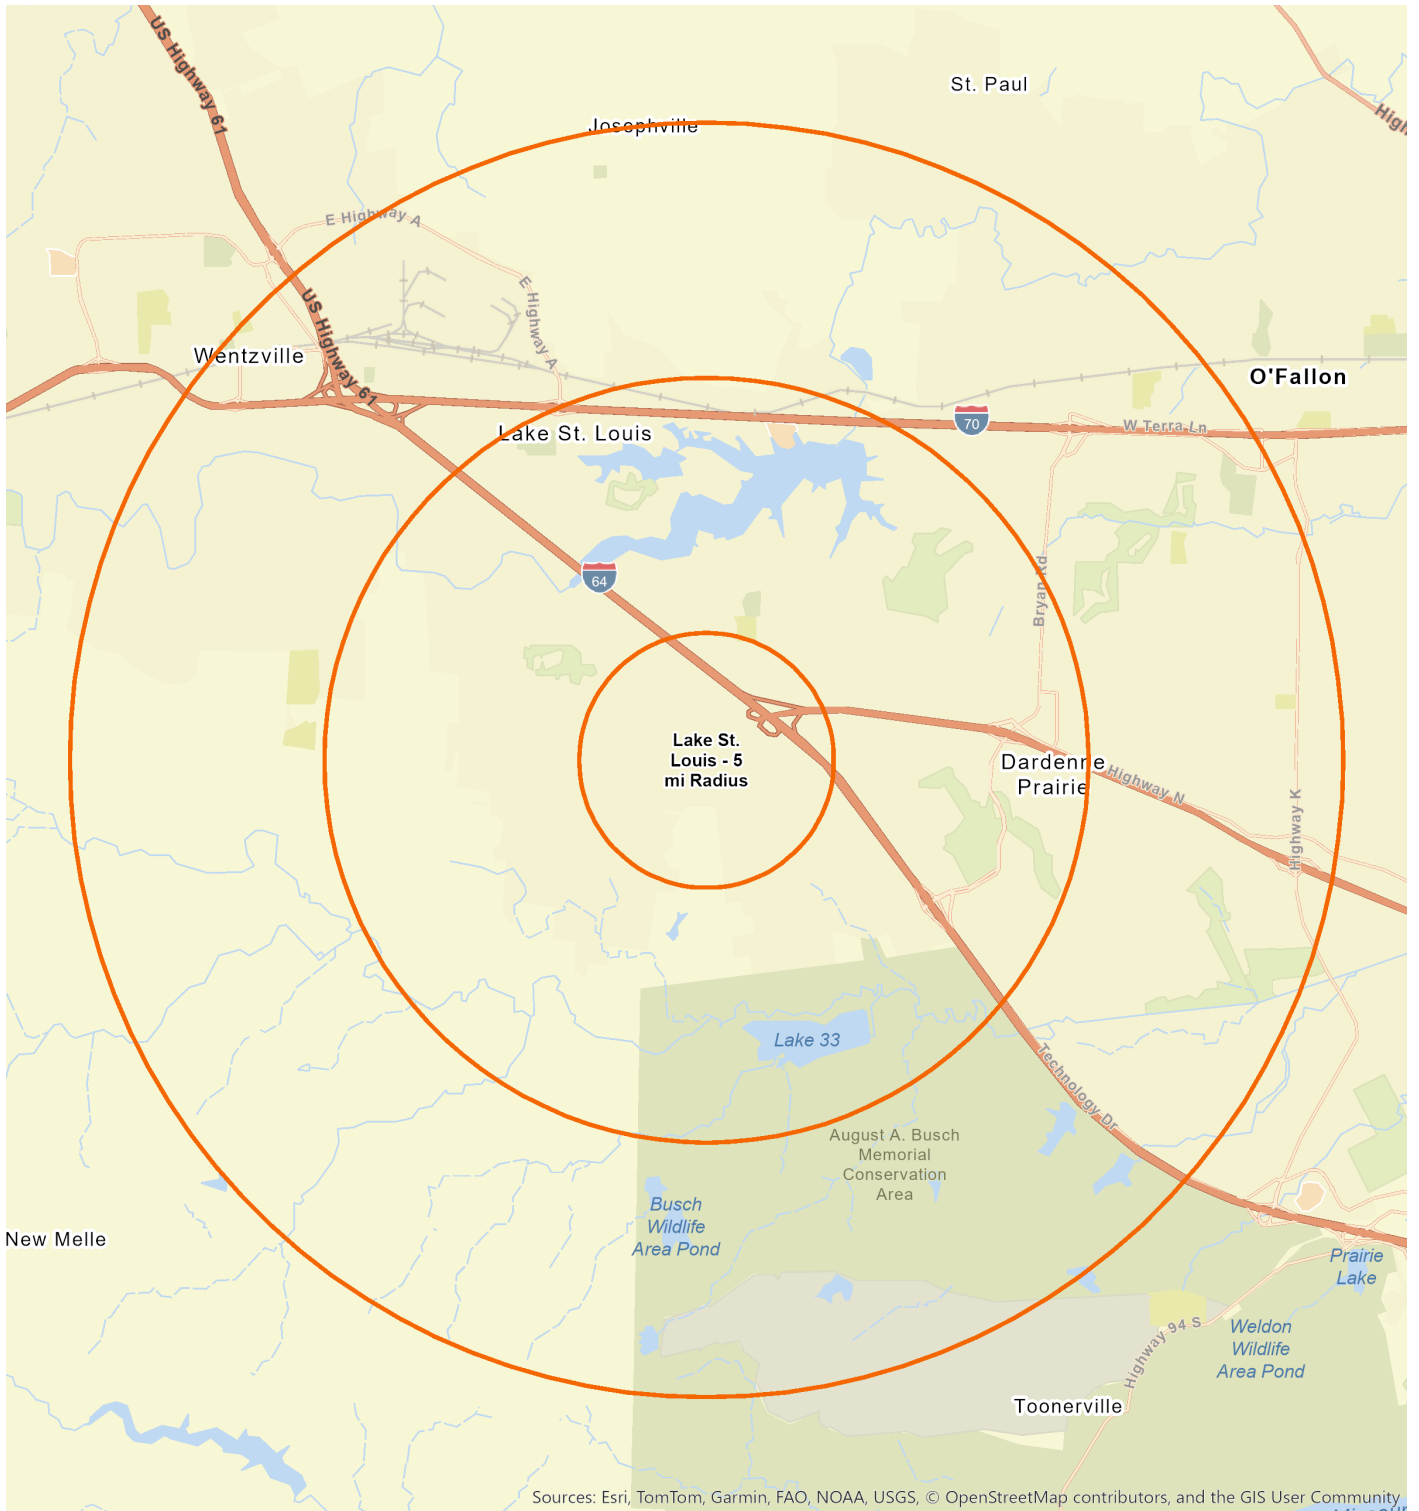 US Highway 61
St. Paul
High
Josephville
E Highway A
E Highway A
US Highway 61
Wentzville
O'Fallon
70
W Terra Ln
Lake St. Louis
64
Bryan Rd
Lake St.
Louis - 5
mi Radius
Dardenne
Prairie
Highway N
Highway K
Lake 33
Technology Dr
August A. Busch
Memorial
Conservation
Area
Busch
Wildlife
Area Pond
New Melle
Prairie
Lake
Highway 94 S
Weldon
Wildlife
Area Pond
Toonerville
Sources: Esri, TomTom, Garmin, FAO, NOAA, USGS, © OpenStreetMap contributors, and the GIS User Community